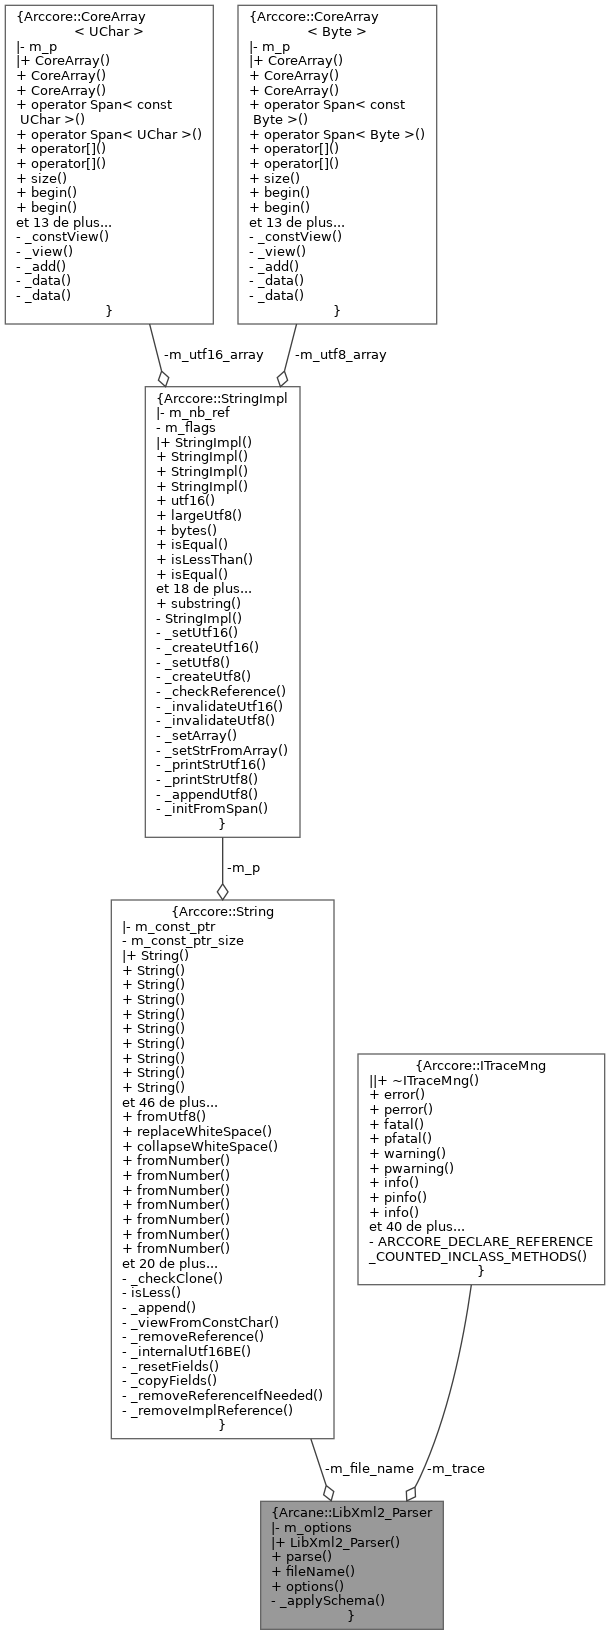 {Arccore::CoreArray
< UChar >
|- m_p
|+ CoreArray()
+ CoreArray()
+ CoreArray()
+ operator Span< const
UChar >()
+ operator Span< UChar >()
+ operator[]()
+ operator[]()
+ size()
+ begin()
+ begin()
et 13 de plus...
- _constView()
- _view()
- _add()
- _data()
- _data()
}
{Arccore::CoreArray
< Byte >
|- m_p
|+ CoreArray()
+ CoreArray()
+ CoreArray()
+ operator Span< const
Byte >()
+ operator Span< Byte >()
+ operator[]()
+ operator[]()
+ size()
+ begin()
+ begin()
et 13 de plus...
- _constView()
- _view()
- _add()
- _data()
- _data()
}
-m_utf16_array
-m_utf8_array
{Arccore::StringImpl
|- m_nb_ref
- m_flags
|+ StringImpl()
+ StringImpl()
+ StringImpl()
+ StringImpl()
+ utf16()
+ largeUtf8()
+ bytes()
+ isEqual()
+ isLessThan()
+ isEqual()
et 18 de plus...
+ substring()
- StringImpl()
- _setUtf16()
- _createUtf16()
- _setUtf8()
- _createUtf8()
- _checkReference()
- _invalidateUtf16()
- _invalidateUtf8()
- _setArray()
- _setStrFromArray()
- _printStrUtf16()
- _printStrUtf8()
- _appendUtf8()
- _initFromSpan()
}
-m_p
{Arccore::String
|- m_const_ptr
- m_const_ptr_size
|+ String()
+ String()
+ String()
+ String()
+ String()
+ String()
+ String()
+ String()
+ String()
+ String()
et 46 de plus...
+ fromUtf8()
+ replaceWhiteSpace()
+ collapseWhiteSpace()
+ fromNumber()
+ fromNumber()
+ fromNumber()
+ fromNumber()
+ fromNumber()
+ fromNumber()
+ fromNumber()
et 20 de plus...
- _checkClone()
- isLess()
- _append()
- _viewFromConstChar()
- _removeReference()
- _internalUtf16BE()
- _resetFields()
- _copyFields()
- _removeReferenceIfNeeded()
- _removeImplReference()
}
{Arccore::ITraceMng
||+ ~ITraceMng()
+ error()
+ perror()
+ fatal()
+ pfatal()
+ warning()
+ pwarning()
+ info()
+ pinfo()
+ info()
et 40 de plus...
- ARCCORE_DECLARE_REFERENCE
_COUNTED_INCLASS_METHODS()
}
-m_file_name
-m_trace
{Arcane::LibXml2_Parser
|- m_options
|+ LibXml2_Parser()
+ parse()
+ fileName()
+ options()
- _applySchema()
}